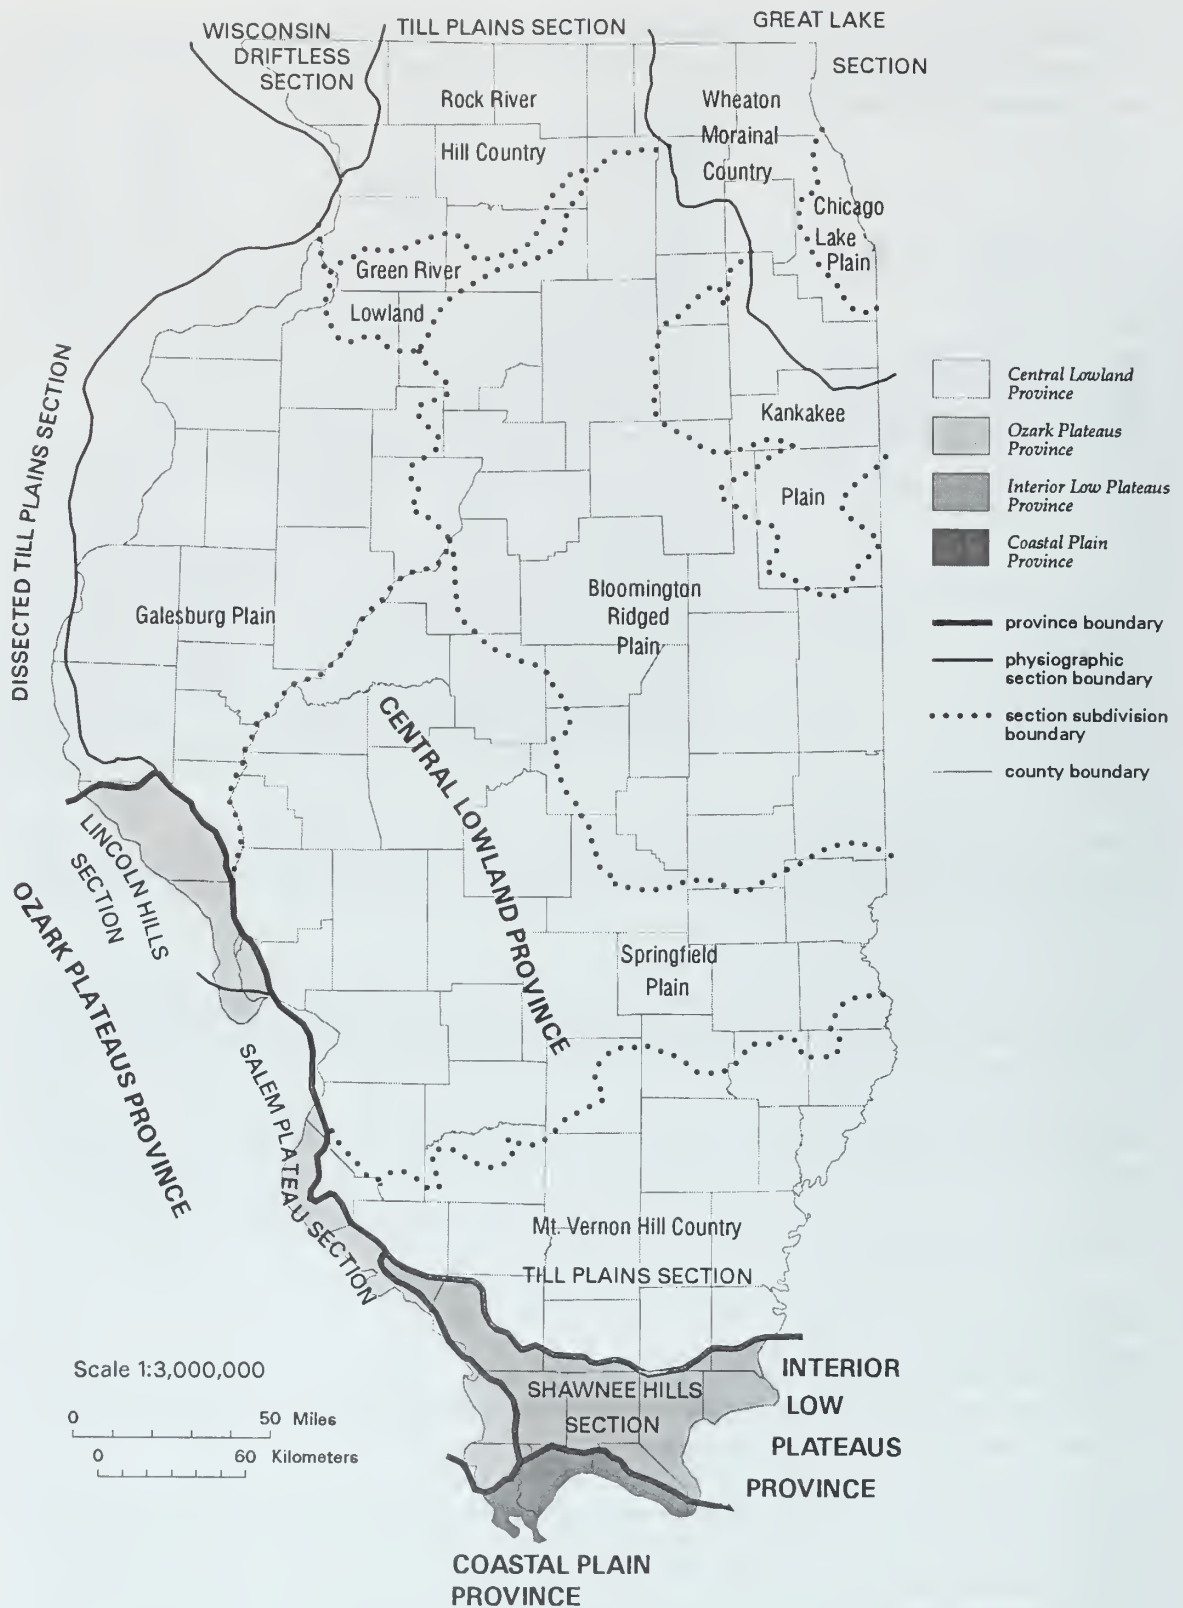 WISCONSIN
DRIFTLESS
SECTION
TILL PLAINS SECTION
GREAT LAKE
SECTION
Rock River
Hill Country
Wheaton
Morainal
Country
Chicago
Lake
Plain
Green River
Lowland
DISSECTED TILL PLAINS SECTION
Kankakee
Plain
Central Lowland
Province
Ozark Plateaus
Province
Interior Low Plateaus
Province
Coastal Plain
Province
province boundary
physiographic
section boundary
section subdivision
boundary
county boundary
Galesburg Plain
Bloomington
Ridged
Plain
CENTRAL LOWLAND PROVINCE
LINCOLN HILLS
SECTION
OZARK PLATEAUS PROVINCE
Springfield
Plain
SALEM PLATEAU SECTION
Mt. Vernon Hill Country
TILL PLAINS SECTION
Scale 1:3,000,000
0 50 Miles
0 60 Kilometers
SHAWNEE HILLS
SECTION
INTERIOR
LOW
PLATEAUS
PROVINCE
COASTAL PLAIN
PROVINCE